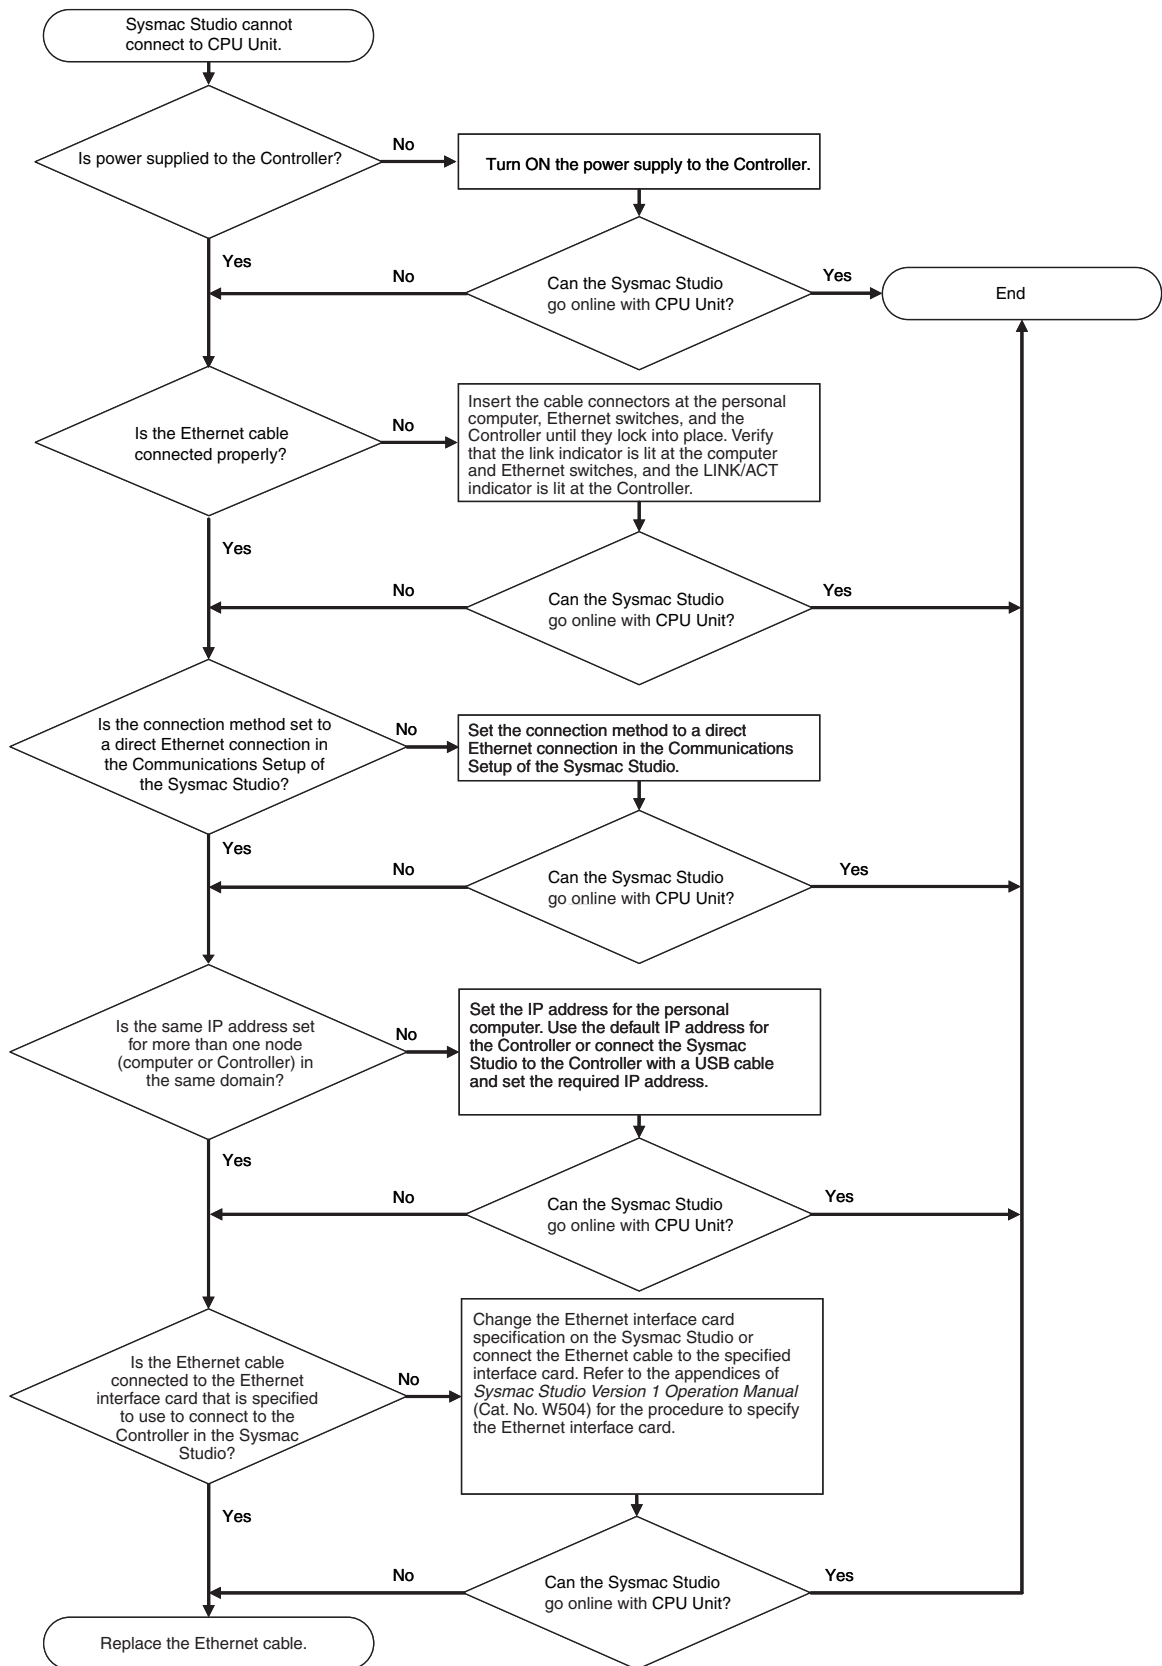 Sysmac Studio cannot
connect to CPU Unit.
Is power supplied to the Controller?
No
Turn ON the power supply to the Controller.
Yes
No
Can the Sysmac Studio
go online with CPU Unit?
Yes
End
Is the Ethernet cable
connected properly?
No
Insert the cable connectors at the personal
computer, Ethernet switches, and the
Controller until they lock into place. Verify
that the link indicator is lit at the computer
and Ethernet switches, and the LINK/ACT
indicator is lit at the Controller.
Yes
No
Can the Sysmac Studio
go online with CPU Unit?
Yes
Is the connection method set to
a direct Ethernet connection in
the Communications Setup of
the Sysmac Studio?
No
Set the connection method to a direct
Ethernet connection in the Communications
Setup of the Sysmac Studio.
Yes
No
Can the Sysmac Studio
go online with CPU Unit?
Yes
Is the same IP address set
for more than one node
(computer or Controller) in
the same domain?
No
Set the IP address for the personal
computer. Use the default IP address for
the Controller or connect the Sysmac
Studio to the Controller with a USB cable
and set the required IP address.
Yes
No
Can the Sysmac Studio
go online with CPU Unit?
Yes
Is the Ethernet cable
connected to the Ethernet
interface card that is specified
to use to connect to the
Controller in the Sysmac
Studio?
No
Change the Ethernet interface card
specification on the Sysmac Studio or
connect the Ethernet cable to the specified
interface card. Refer to the appendices of
Sysmac Studio Version 1 Operation Manual
(Cat. No. W504) for the procedure to specify
the Ethernet interface card.
Yes
No
Can the Sysmac Studio
go online with CPU Unit?
Yes
Replace the Ethernet cable.